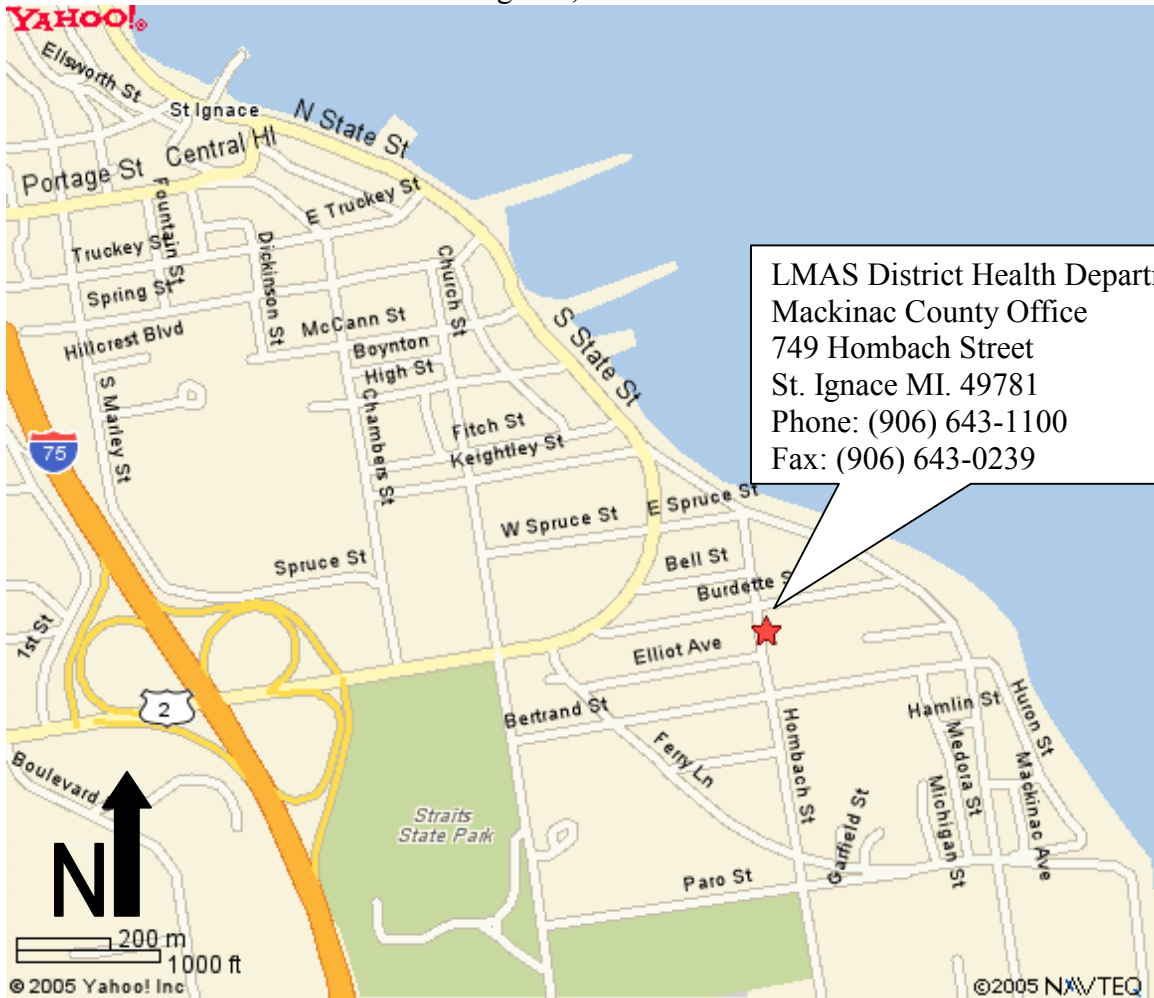 YAHOO!®
Ellsworth St
St Ignace
N State St
Central Hl
Portage St
Fountain St
E Truckey St
Truckey St
Dickinson St
Church St
Spring St
McCann St
Hillcrest Blvd
Boynton
High St
S State St
S Marley St
Chambers St
Fitch St
Keightley St
75
LMAS District Health Departm
Mackinac County Office
749 Hombach Street
St. Ignace MI. 49781
Phone: (906) 643-1100
Fax: (906) 643-0239
E Spruce St
W Spruce St
Bell St
Spruce St
Burdette S
1st St
Elliot Ave
2
Bertrand St
Hamlin St
Huron St
Ferry Ln
Hombach St
Medora St
Mackinac Ave
Boulevard
Michigan St
Garfield St
Straits
State Park
Paro St
N
200 m
1000 ft
© 2005 Yahoo! Inc
©2005 NAVTEQ